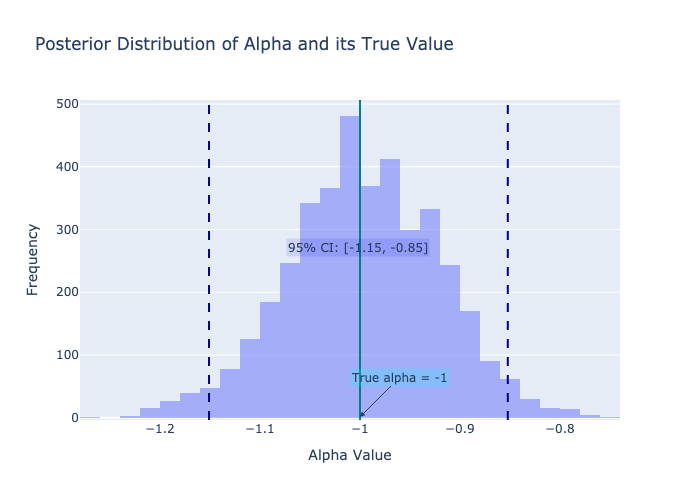 Posterior Distribution of Alpha and its True Value
500
400
300
200
100
0
Frequency
95% CI: [-1.15, -0.85]
True alpha = -1
−1.2
−1.1
−1
−0.9
−0.8
Alpha Value